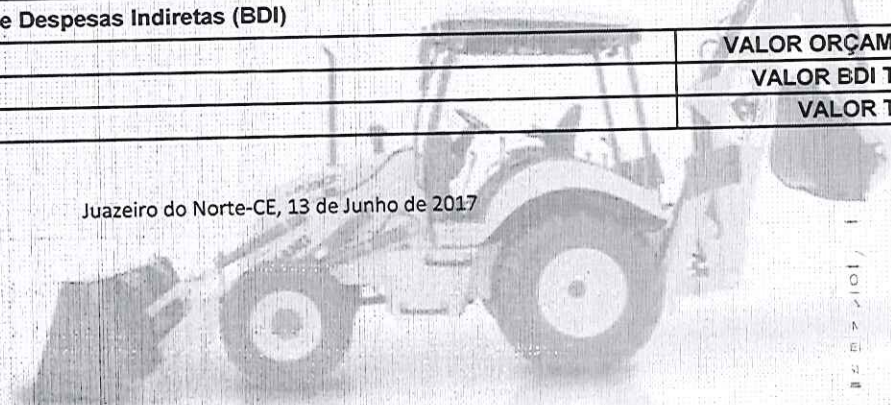 e Despesas Indiretas (BDI)
VALOR ORÇAM
VALOR BDI T
VALOR T
Juazeiro do Norte-CE, 13 de Junho de 2017